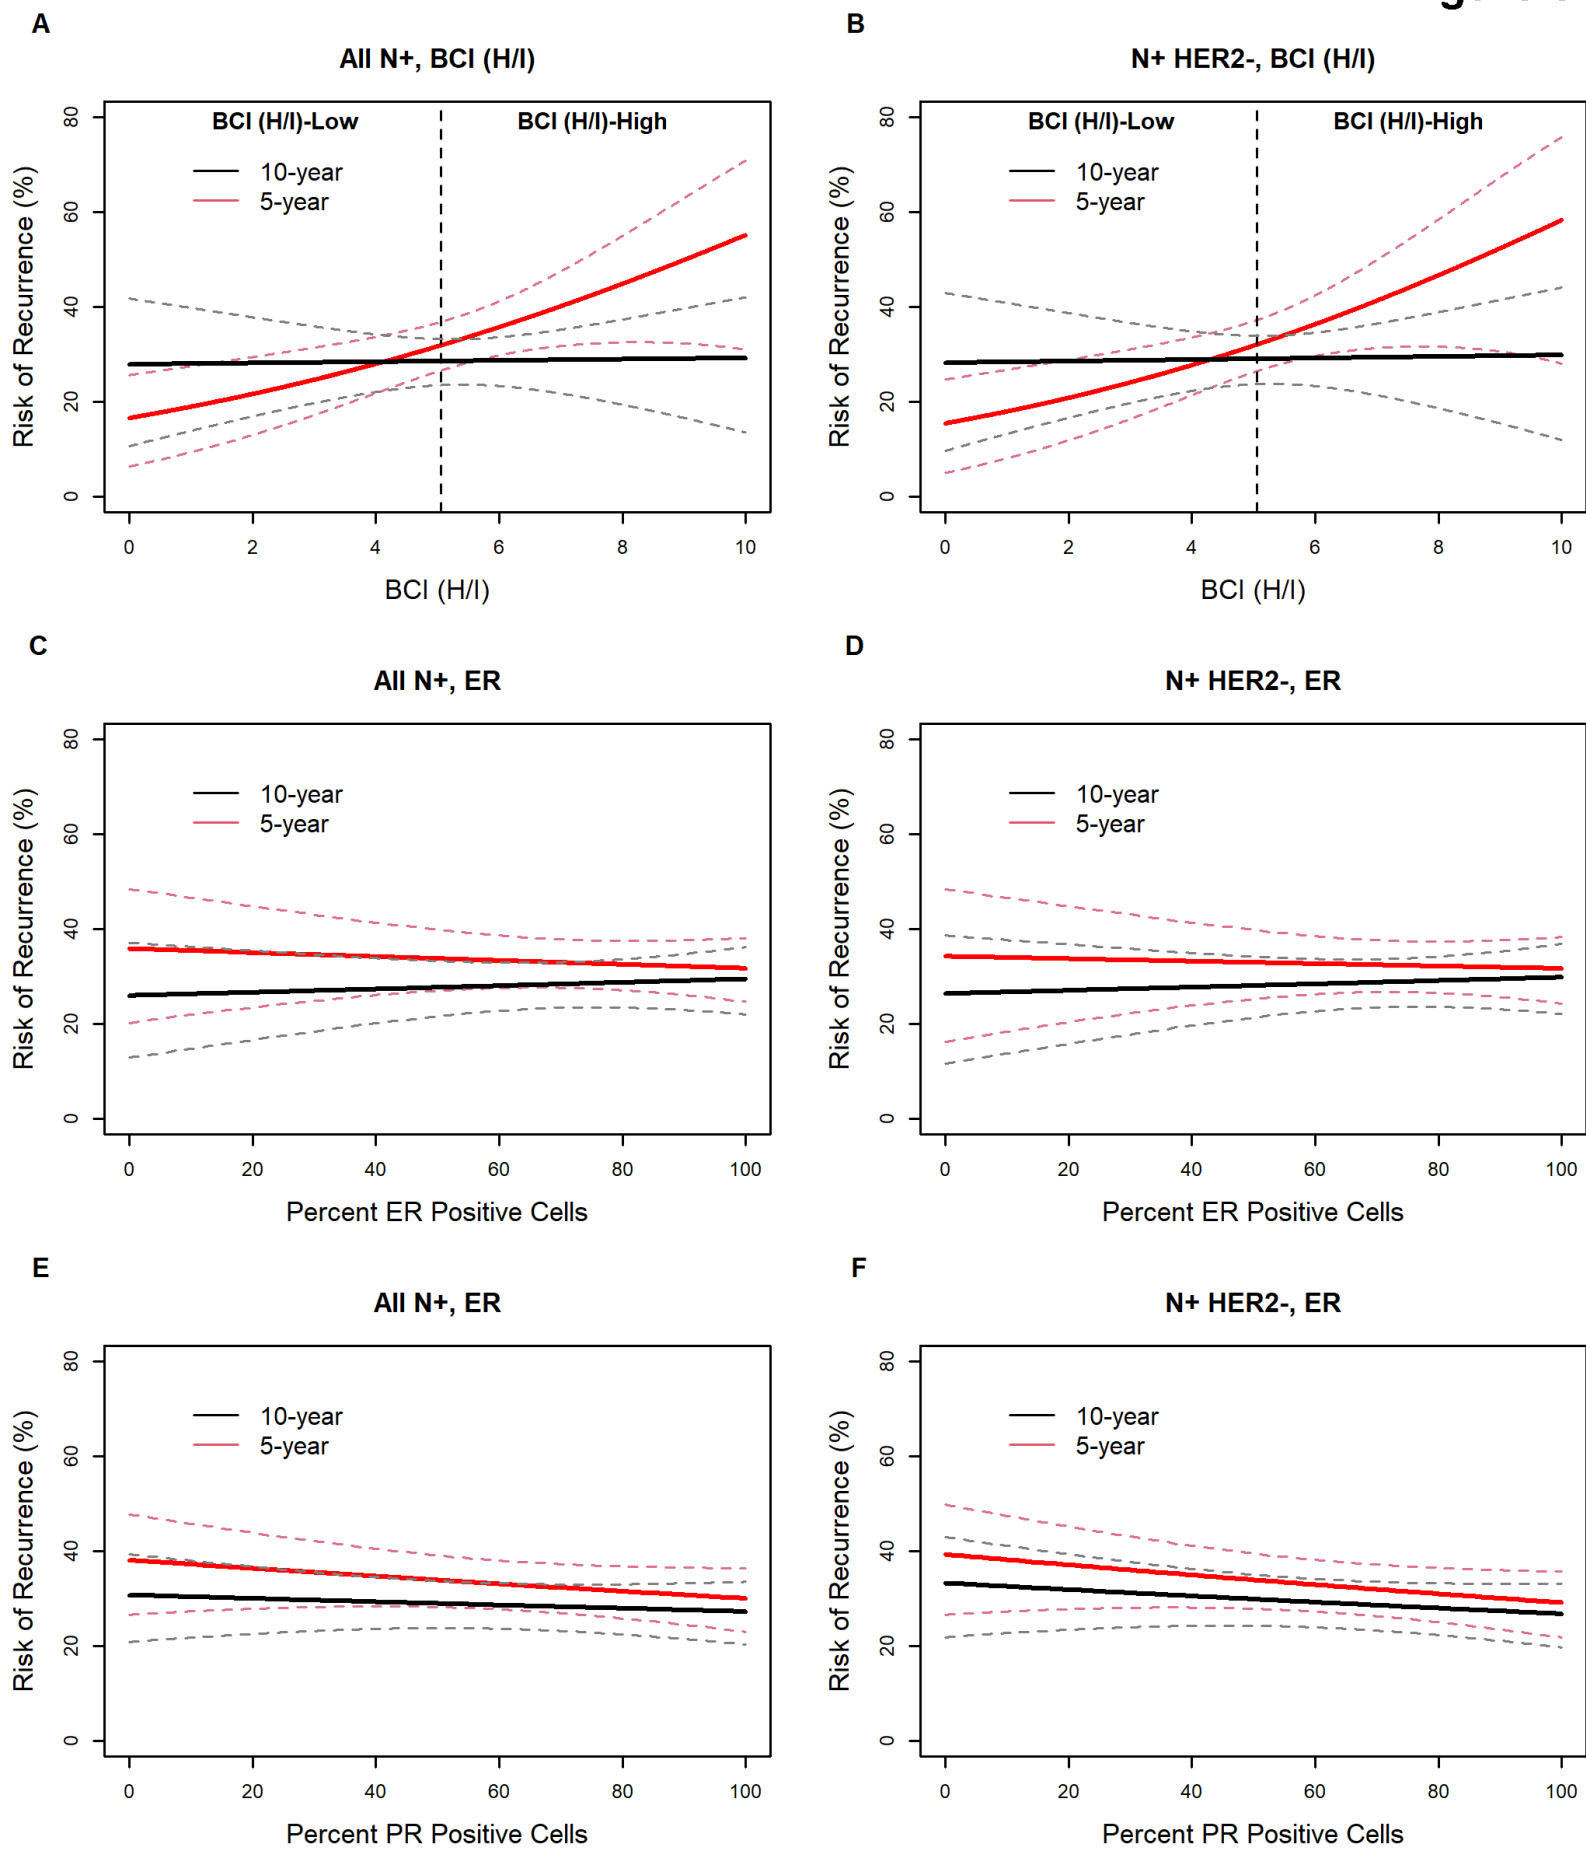 A
B
All N+, BCI (H/I)
N+ HER2-, BCI (H/I)
BCI (H/I)-Low
BCI (H/I)-High
10-year
5-year
Risk of Recurrence (%)
0 20 40 60 80
0 2 4 6 8 10
BCI (H/I)
BCI (H/I)-Low
BCI (H/I)-High
10-year
5-year
Risk of Recurrence (%)
0 20 40 60 80
0 2 4 6 8 10
BCI (H/I)
C
D
All N+, ER
N+ HER2-, ER
10-year
5-year
Risk of Recurrence (%)
0 20 40 60 80
0 20 40 60 80 100
Percent ER Positive Cells
10-year
5-year
Risk of Recurrence (%)
0 20 40 60 80
0 20 40 60 80 100
Percent ER Positive Cells
E
F
All N+, ER
N+ HER2-, ER
10-year
5-year
Risk of Recurrence (%)
0 20 40 60 80
0 20 40 60 80 100
Percent PR Positive Cells
10-year
5-year
Risk of Recurrence (%)
0 20 40 60 80
0 20 40 60 80 100
Percent PR Positive Cells